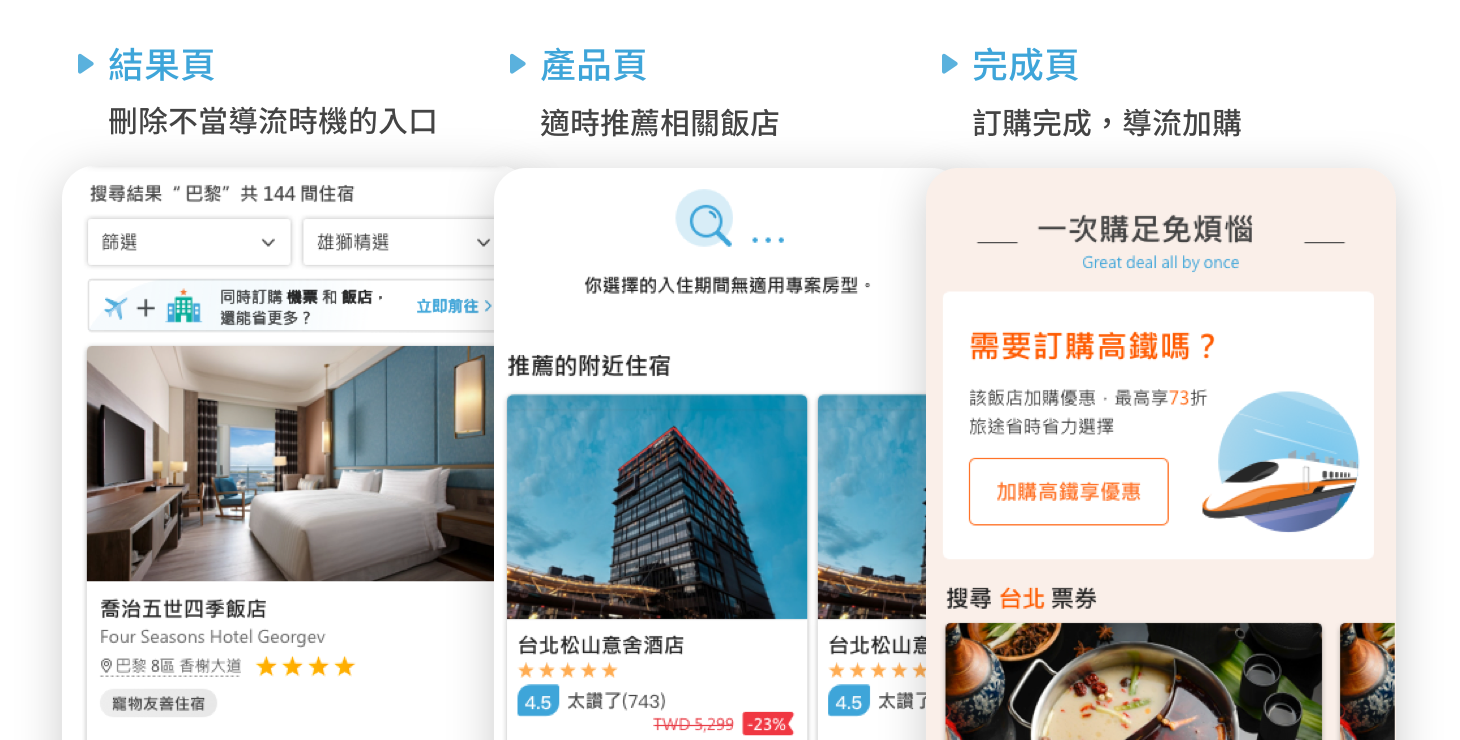 結果頁
刪除不當導流時機的入口
搜尋結果 “ 巴黎” 共 144 間住宿
篩選
雄獅精選
同時訂購 機票 和 飯店，
還能省更多？
立即前往
喬治五世四季飯店
Four Seasons Hotel Georgev
巴黎 8區 香榭大道
寵物友善住宿
產品頁
適時推薦相關飯店
你選擇的入住期間無適用專案房型。
推薦的附近住宿
台北松山意舍酒店
4.5 太讚了(743)
TWD 5,299 -23%
台北松山意
4.5 太讚了
完成頁
訂購完成，導流加購
一次購足免煩惱
Great deal all by once
需要訂購高鐵嗎？
該飯店加購優惠，最高享73折
旅途省時省力選擇
加購高鐵享優惠
搜尋 台北 票券